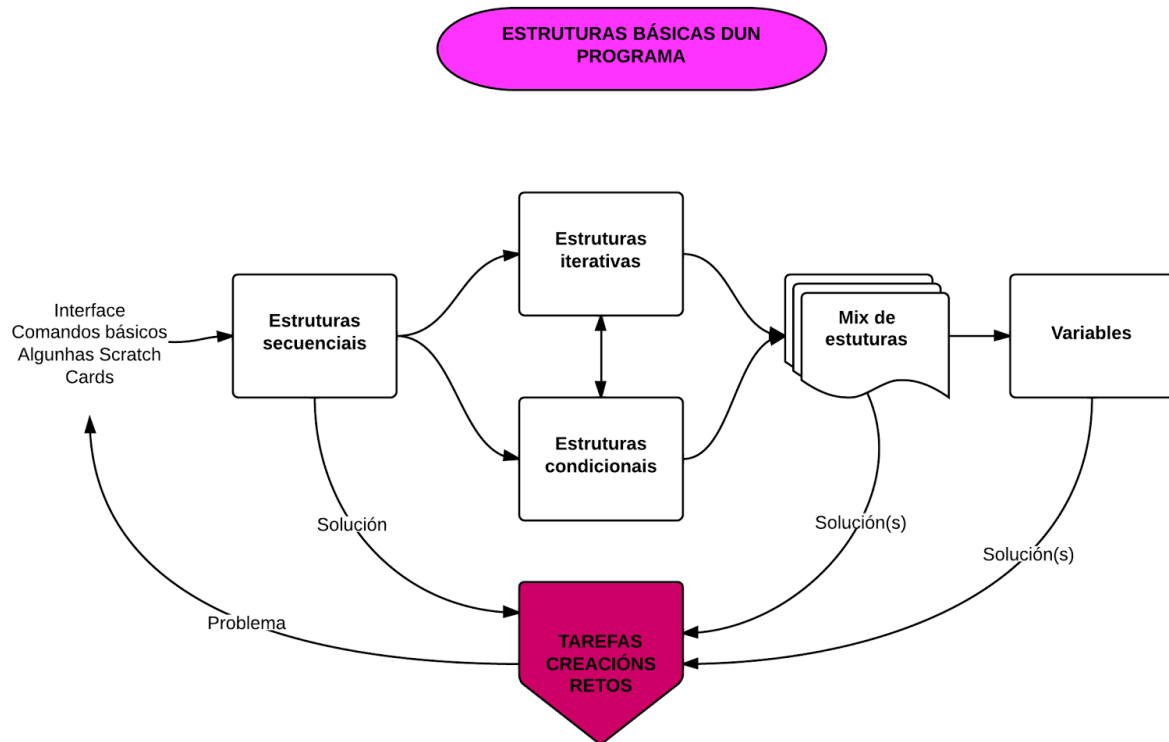 ESTRUTURAS BÁSICAS DUN
PROGRAMA
Estruturas
iterativas
Interface
Comandos básicos
Algunhas Scratch
Cards
Estruturas
secuenciais
Mix de
estuturas
Variables
Estruturas
condicionais
Solución
Solución(s)
Solución(s)
Problema
TAREFAS
CREACIÓNS
RETOS